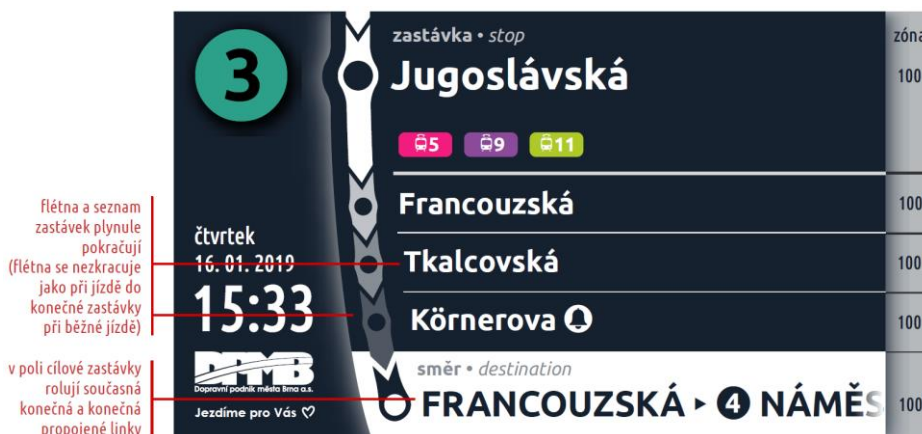 3
zastávka • stop
Jugoslávská
5 9 11
Francouzská
Tkalcovská
Körnerova
směr • destination
FRANCOUZSKÁ ▸ 4 NÁMĚS
čtvrtek
16. 01. 2019
15:33
DPMB
Dopravní podnik města Brna a.s.
Jezdíme pro Vás ♡
zóna
100
100
100
100
100
flétna a seznam
zastávek plynule
pokračují
(flétna se nezkracuje
jako při jízdě do
konečné zastávky
při běžné jízdě)
v poli cílové zastávky
rolují současná
konečná a konečná
propojené linky